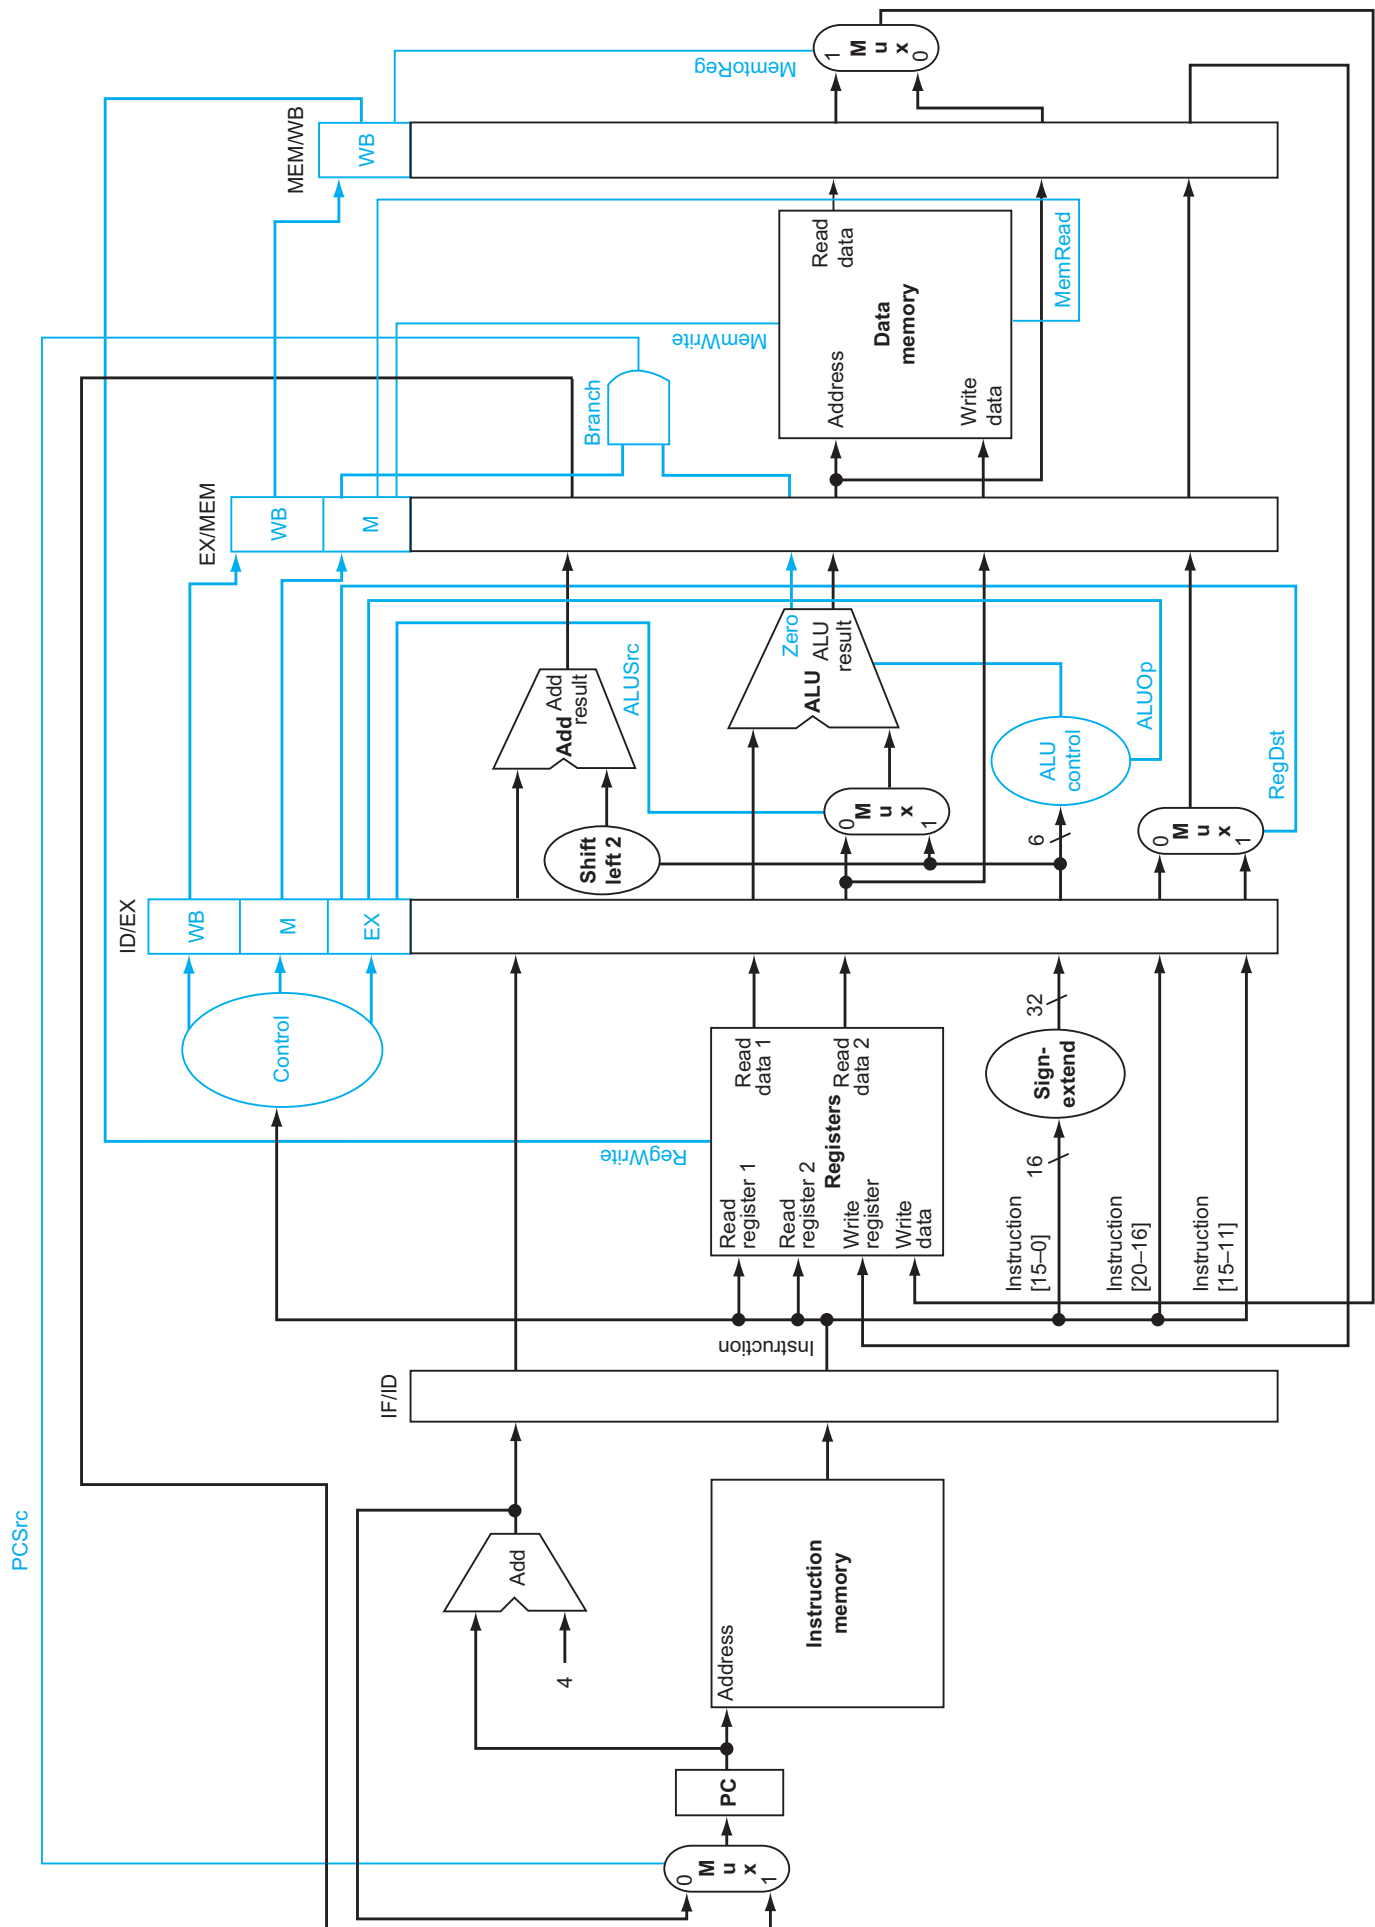 PCSrc
0
M
u
x
1
PC
4
Add
Address
Instruction
memory
IF/ID
Instruction
Control
RegWrite
Read
register 1
Read
register 2
Registers
Write
register
Write
data
Read
data 1
Read
data 2
Instruction
[15–0]
16
Sign-
extend
32
Instruction
[20–16]
Instruction
[15–11]
ID/EX
WB
M
EX
Shift
left 2
Add
Add
result
ALUSrc
0
M
u
x
1
ALU
Zero
ALU
result
6
ALU
control
ALUOp
0
M
u
x
1
RegDst
EX/MEM
WB
M
Branch
MemWrite
Address
Data
memory
Write
data
Read
data
MemRead
MEM/WB
WB
MemtoReg
1
M
u
x
0